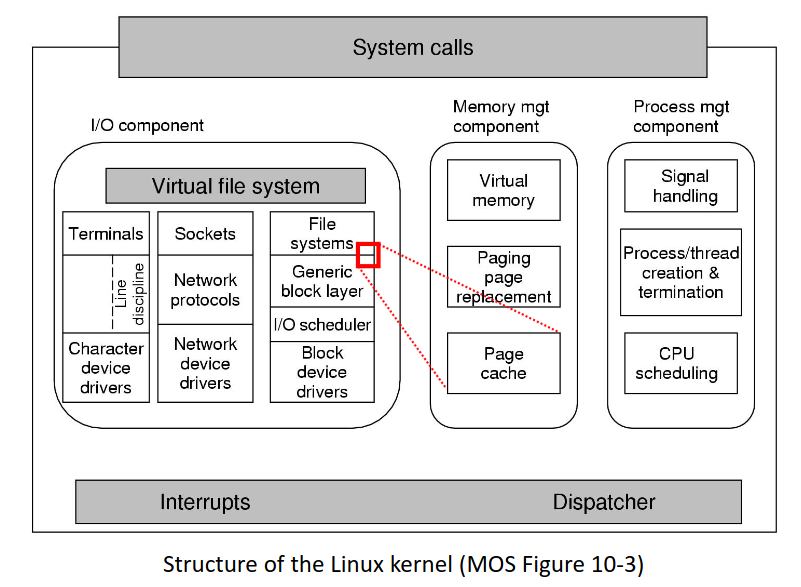 System calls
I/O component
Memory mgt
component
Process mgt
component
Virtual file system
Terminals
Line
discipline
Character
device
drivers
Sockets
Network
protocols
Network
device
drivers
File
systems
Generic
block layer
I/O scheduler
Block
device
drivers
Virtual
memory
Paging
page
replacement
Page
cache
Signal
handling
Process/thread
creation &
termination
CPU
scheduling
Interrupts
Dispatcher
Structure of the Linux kernel (MOS Figure 10-3)